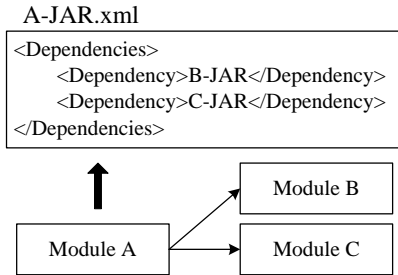 A-JAR.xml
<Dependencies>
<Dependency>B-JAR</Dependency>
<Dependency>C-JAR</Dependency>
</Dependencies>
Module B
Module A
Module C